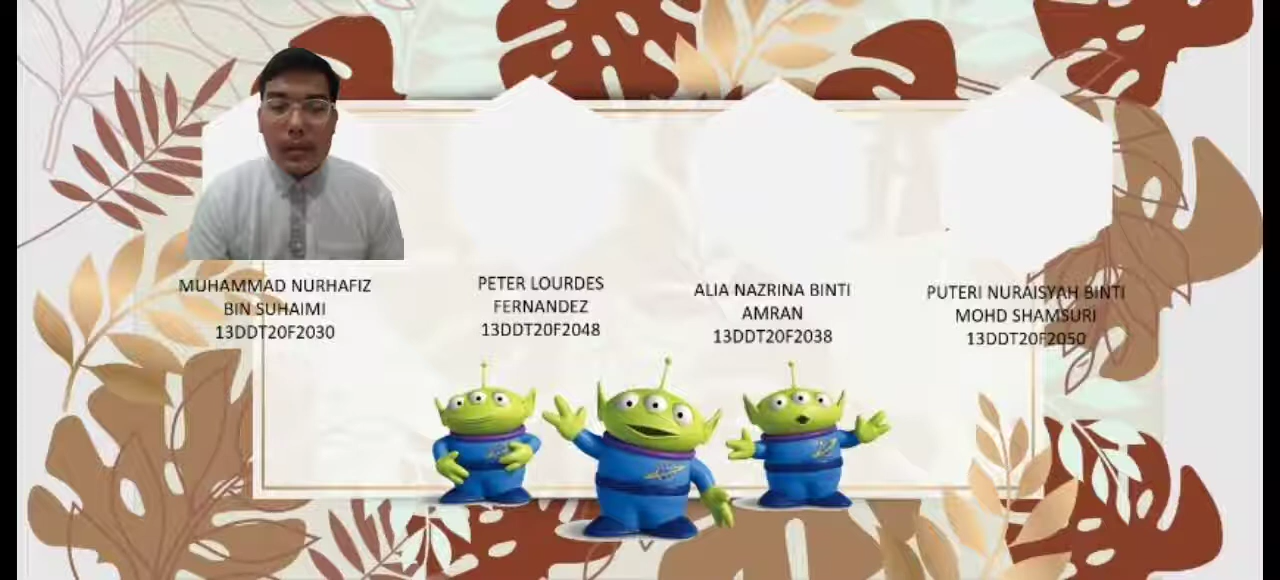 MUHAMMAD NURHAFIZ
BIN SUHAIMI
13DDT20F2030
PETER LOURDES
FERNANDEZ
13DDT20F2048
ALIA NAZRINA BINTI
AMRAN
13DDT20F2038
PUTERI NURAISYAH BINTI
MOHD SHAMSURI
13DDT20F2050